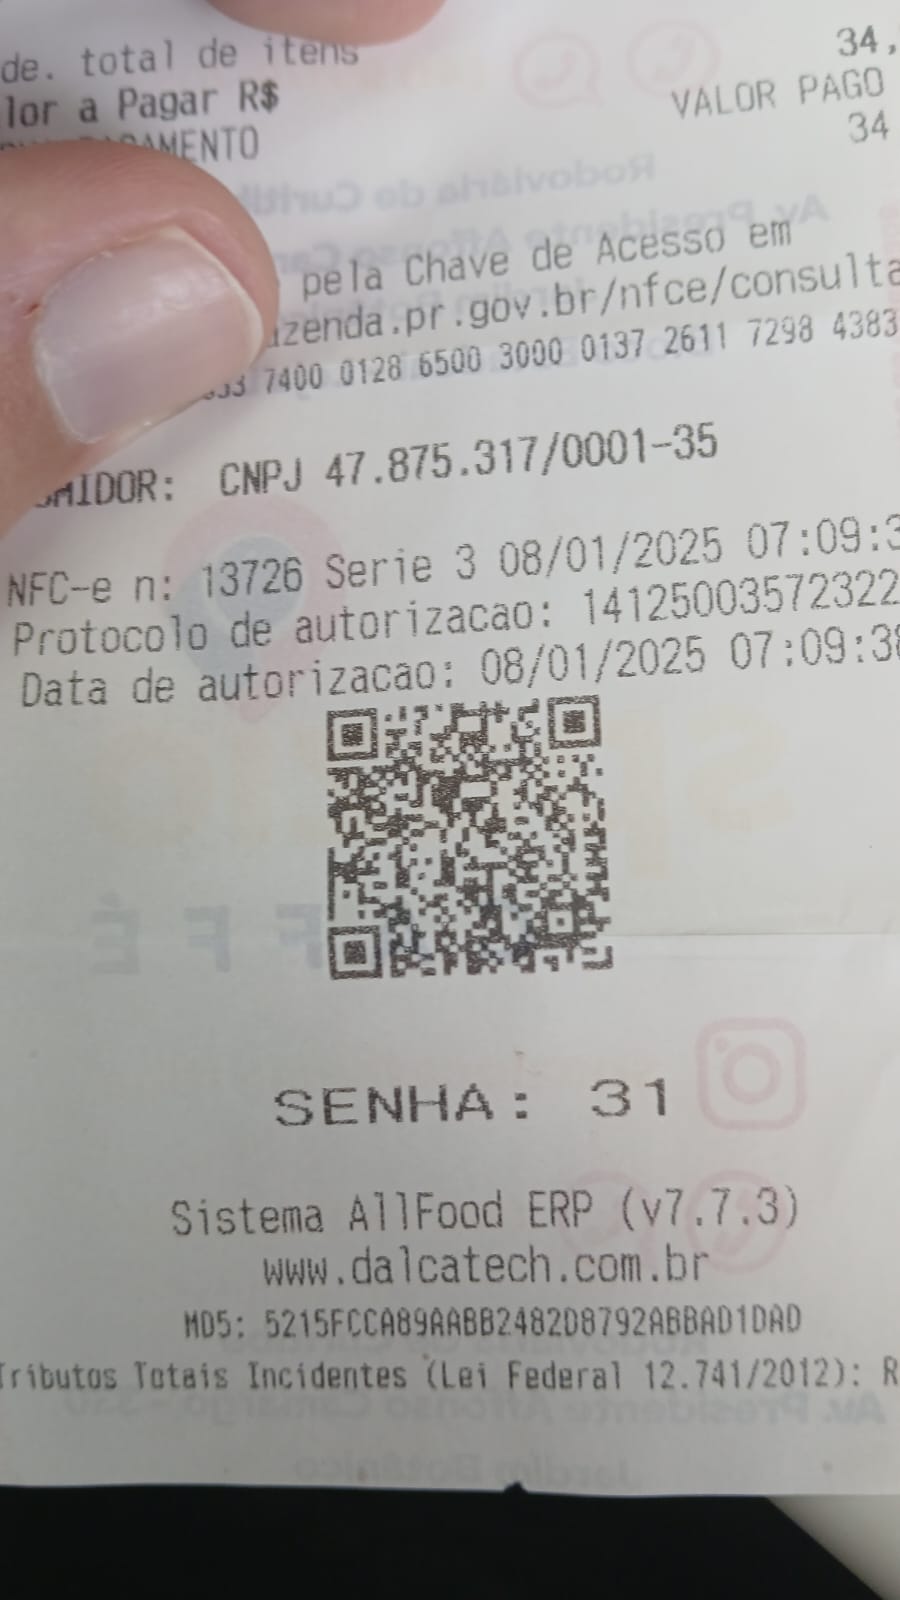 de. total de itens
34,
lor a Pagar R$
VALOR PAGO
34
pela Chave de Acesso em
azenda.pr.gov.br/nfce/consulta
7400 0128 6500 3000 0137 2611 7298 4383
CNPJ 47.875.317/0001-35
NFC-e n: 13726 Serie 3 08/01/2025 07:09:3
Protocolo de autorizacao: 14125003572322
Data de autorizacao: 08/01/2025 07:09:38
SENHA: 31
Sistema AllFood ERP (v7.7.3)
www.dalcatech.com.br
MD5: 5215FCCA89AABB2482D8792ABBAD1DAD
Tributos Totais Incidentes (Lei Federal 12.741/2012): R